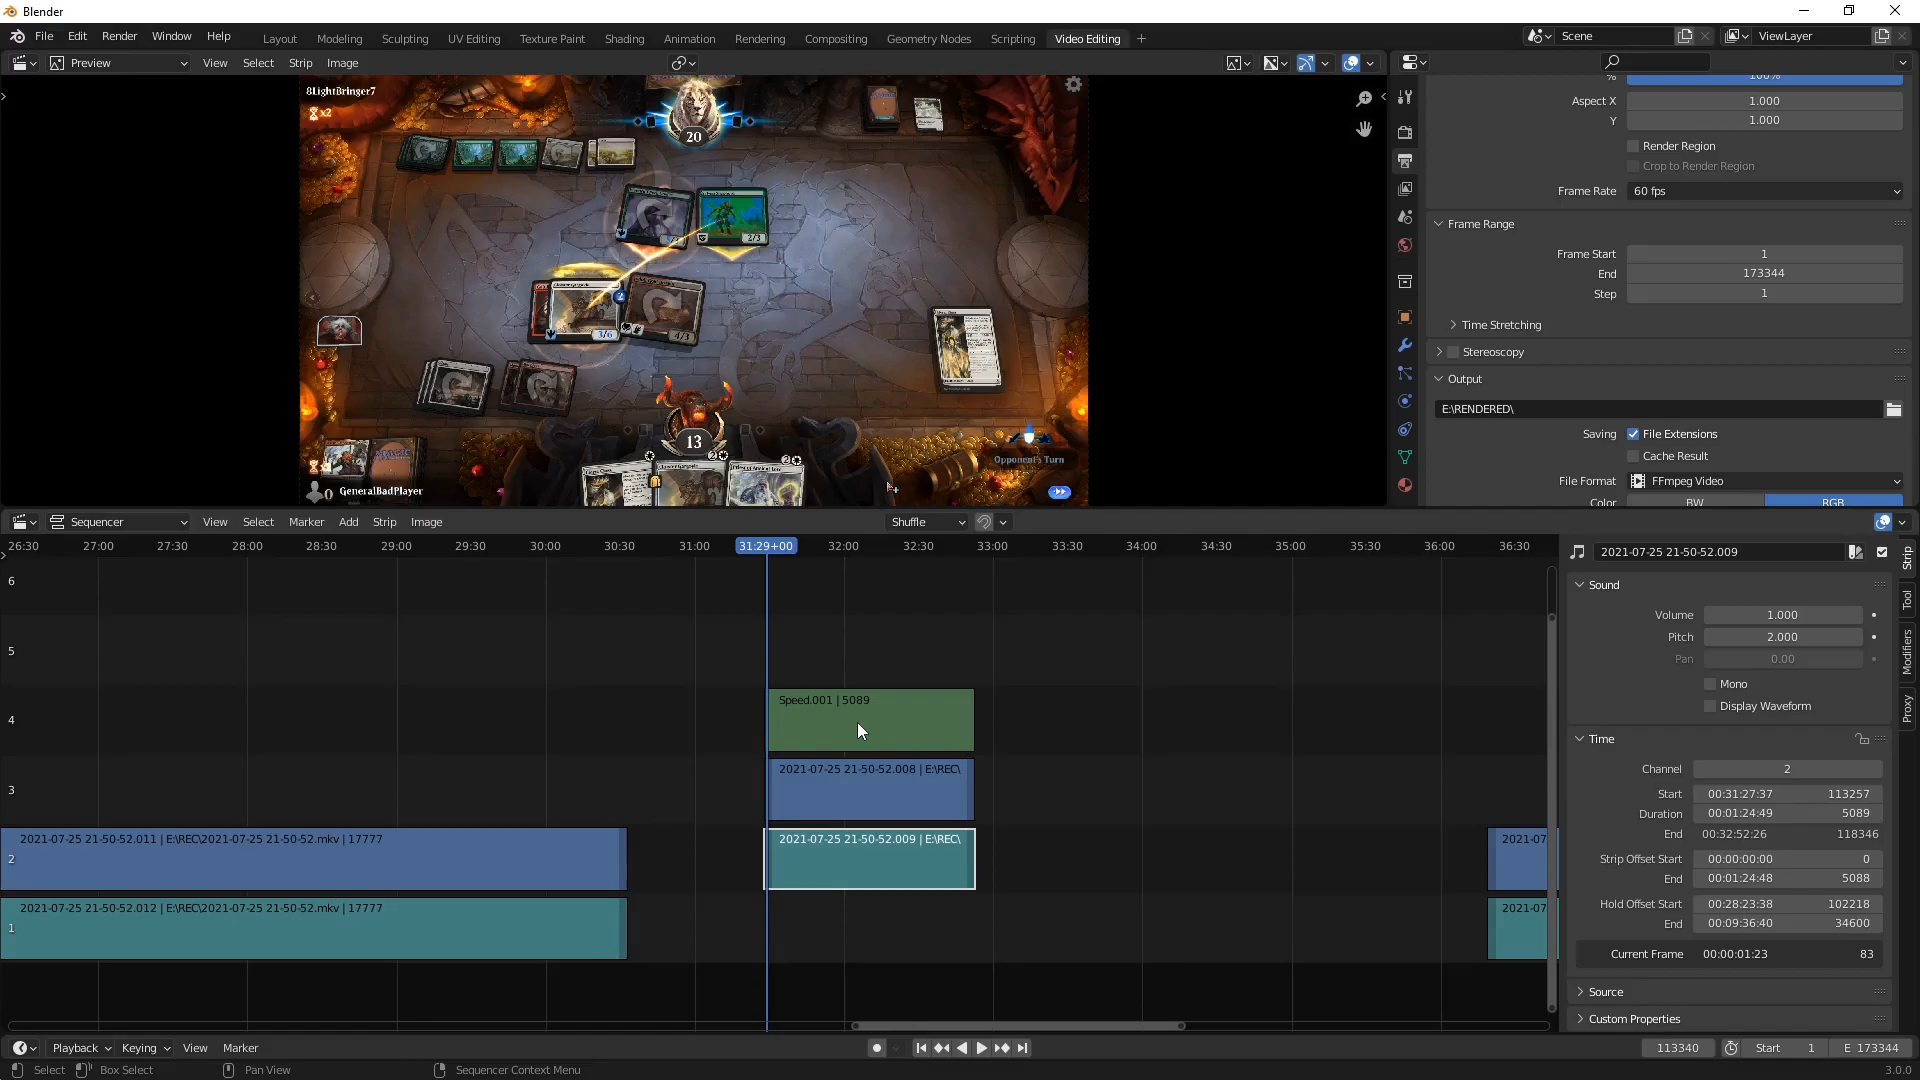 Blender
File Edit Render Window Help
Layout Modeling Sculpting UV Editing Texture Paint Shading Animation Rendering Compositing Geometry Nodes Scripting Video Editing +
Scene
ViewLayer
Preview View Select Strip Image
8LightBringer7
x2
20
2/3
2
3/6
4/3
13
2
2
2
Opponent's Turn
0 GeneralBadPlayer
% 100%
Aspect X 1.000
Y 1.000
Render Region
Crop to Render Region
Frame Rate 60 fps
Frame Range
Frame Start 1
End 173344
Step 1
Time Stretching
Stereoscopy
Output
E:\RENDERED\
Saving File Extensions
Cache Result
File Format FFmpeg Video
Color BW RGB
Sequencer View Select Marker Add Strip Image Shuffle
26:30 27:00 27:30 28:00 28:30 29:00 29:30 30:00 30:30 31:00 31:29+00 32:00 32:30 33:00 33:30 34:00 34:30 35:00 35:30 36:00 36:30
6
5
4
3
2
1
Speed.001 | 5089
2021-07-25 21-50-52.008 | E:\REC\
2021-07-25 21-50-52.011 | E:\REC\2021-07-25 21-50-52.mkv | 17777
2021-07-25 21-50-52.009 | E:\REC\
2021-07
2021-07-25 21-50-52.012 | E:\REC\2021-07-25 21-50-52.mkv | 17777
2021-07
2021-07-25 21-50-52.009
Sound
Volume 1.000
Pitch 2.000
Pan 0.00
Mono
Display Waveform
Time
Channel 2
Start 00:31:27:37 113257
Duration 00:01:24:49 5089
End 00:32:52:26 118346
Strip Offset Start 00:00:00:00 0
End 00:01:24:48 5088
Hold Offset Start 00:28:23:38 102218
End 00:09:36:40 34600
Current Frame 00:00:01:23 83
Source
Custom Properties
Strip
Tool
Modifiers
Proxy
Playback Keying View Marker
113340 Start 1 E 173344
Select Box Select Pan View Sequencer Context Menu 3.0.0